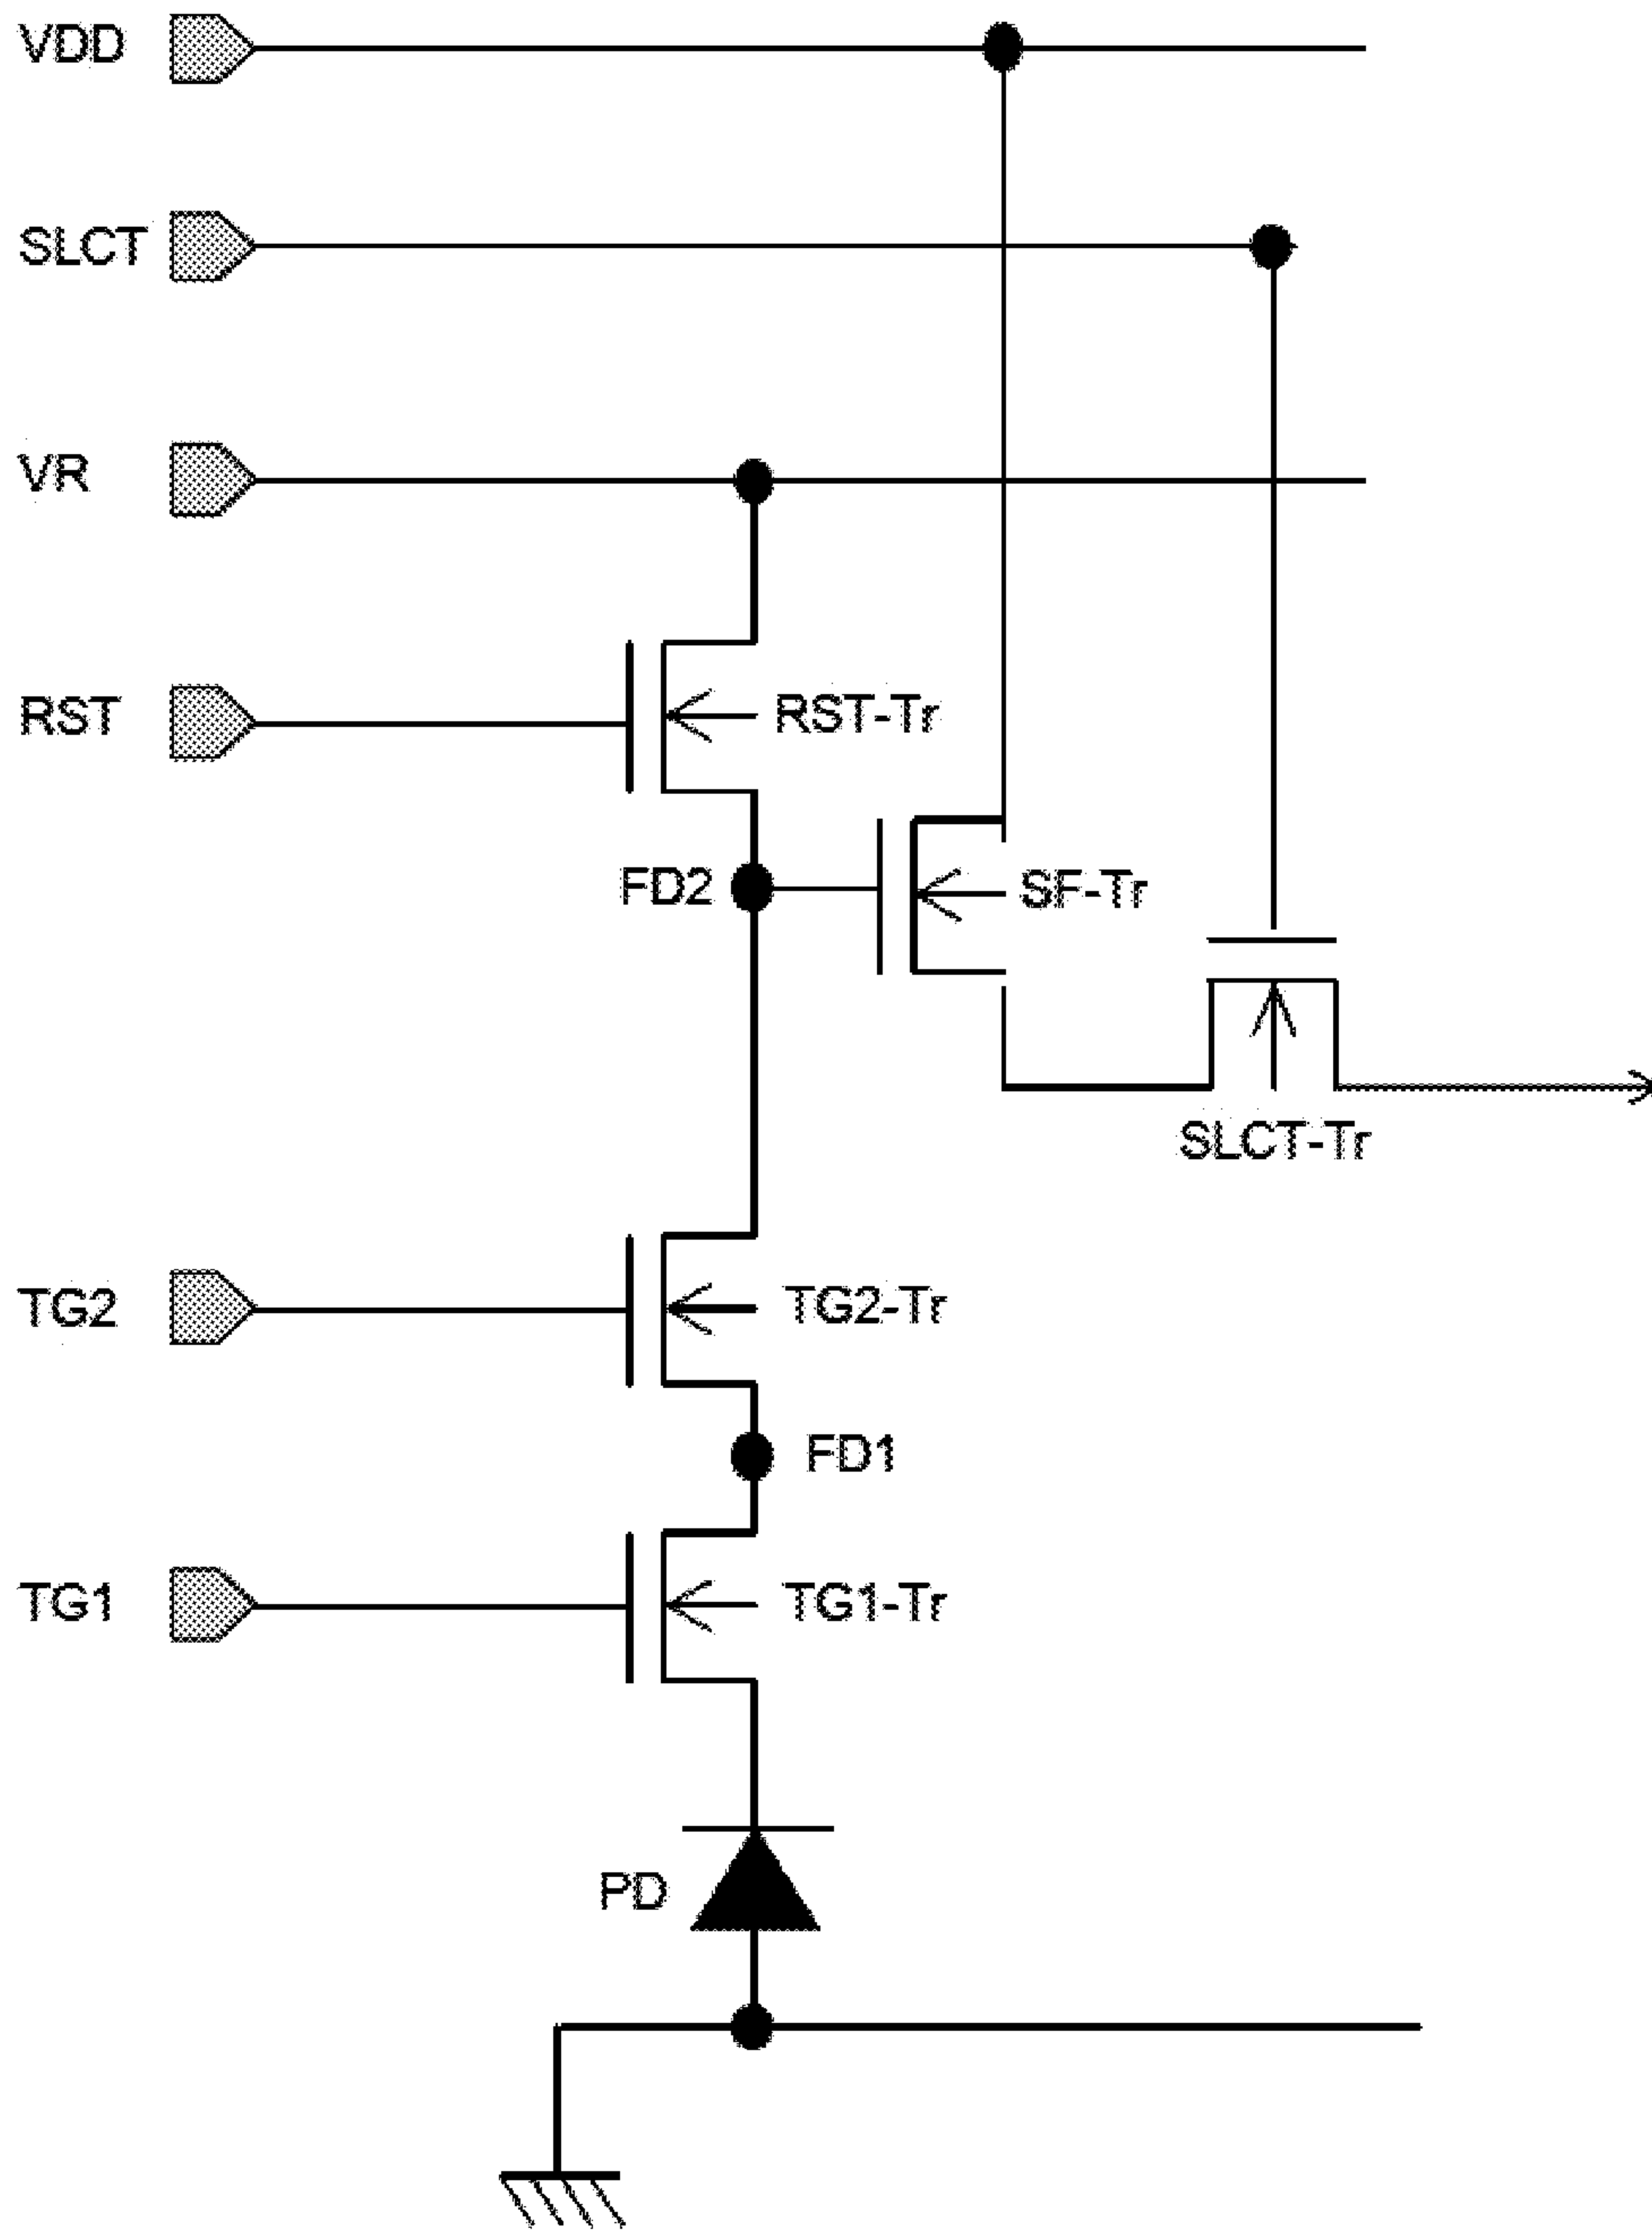 VDD
SLCT
VR
RST
RST-Tr
FD2
SF-Tr
SLCT-Tr
TG2
TG2-Tr
FD1
TG1
TG1-Tr
PD